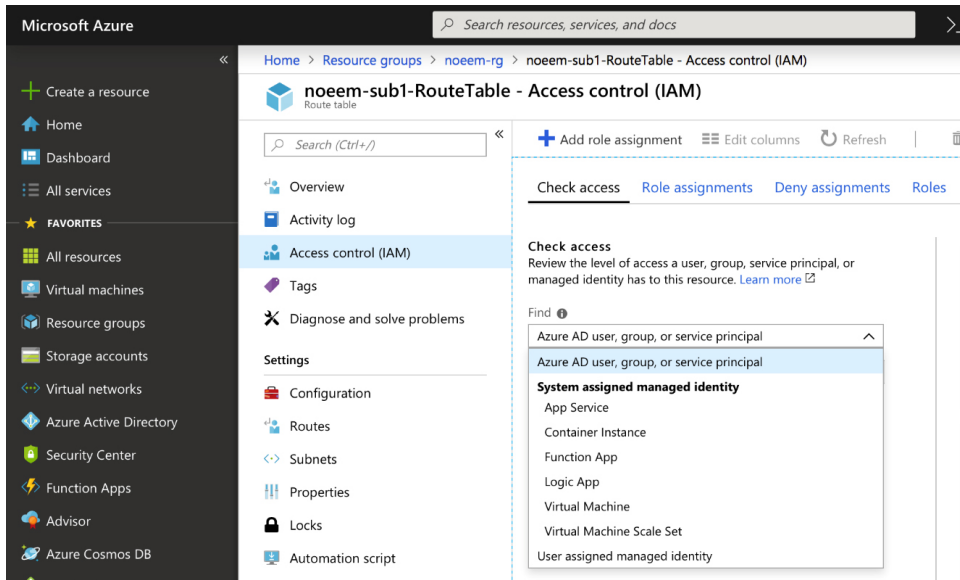 Microsoft Azure
Search resources, services, and docs
Home > Resource groups > noeem-rg > noeem-sub1-RouteTable - Access control (IAM)
noeem-sub1-RouteTable - Access control (IAM)
Route table
Create a resource
Home
Dashboard
All services
FAVORITES
All resources
Virtual machines
Resource groups
Storage accounts
Virtual networks
Azure Active Directory
Security Center
Function Apps
Advisor
Azure Cosmos DB
Search (Ctrl+/)
Overview
Activity log
Access control (IAM)
Tags
Diagnose and solve problems
Settings
Configuration
Routes
Subnets
Properties
Locks
Automation script
Add role assignment Edit columns Refresh
Check access Role assignments Deny assignments Roles
Check access
Review the level of access a user, group, service principal, or
managed identity has to this resource. Learn more
Find
Azure AD user, group, or service principal
Azure AD user, group, or service principal
System assigned managed identity
App Service
Container Instance
Function App
Logic App
Virtual Machine
Virtual Machine Scale Set
User assigned managed identity